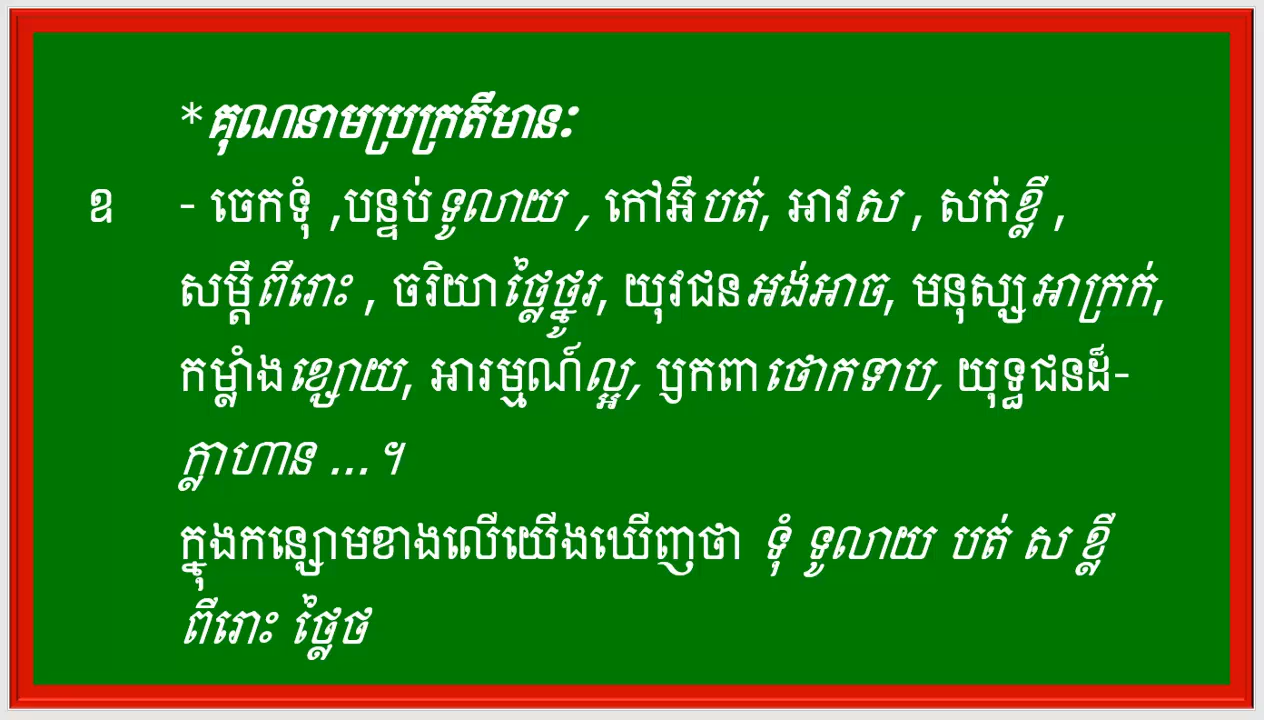 *គុណនាមប្រក្រតីមាន:
ឧ - ចេកទុំ ,បន្ទប់ទូលាយ , កៅអីបត់, អាវស , សក់ខ្លី ,
សម្ដីពីរោះ , ចរិយាថ្លៃថ្នូរ, យុវជនអង់អាច, មនុស្សអាក្រក់,
កម្លាំងខ្សោយ, អារម្មណ៍ល្អ, ឫកពាថោកទាប, យុទ្ធជនដ៏-
ក្លាហាន ...។
ក្នុងកន្សោមខាងលើយើងឃើញថា ទុំ ទូលាយ បត់ ស ខ្លី
ពីរោះ ថ្លៃថ